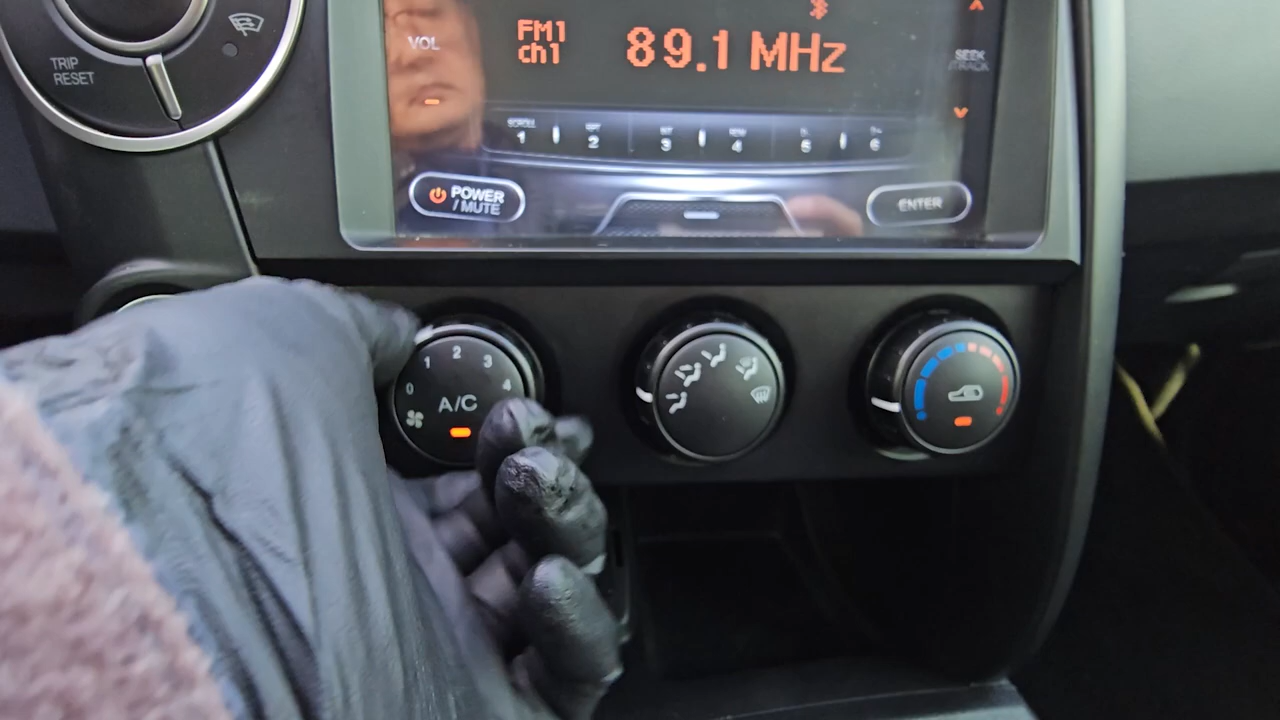 TRIP
RESET
VOL
FM1
ch1
89.1 MHz
SEEK
/TRACK
SCROLL
1
2
3
4
5
6
POWER
/ MUTE
ENTER
0
1
2
3
4
A/C